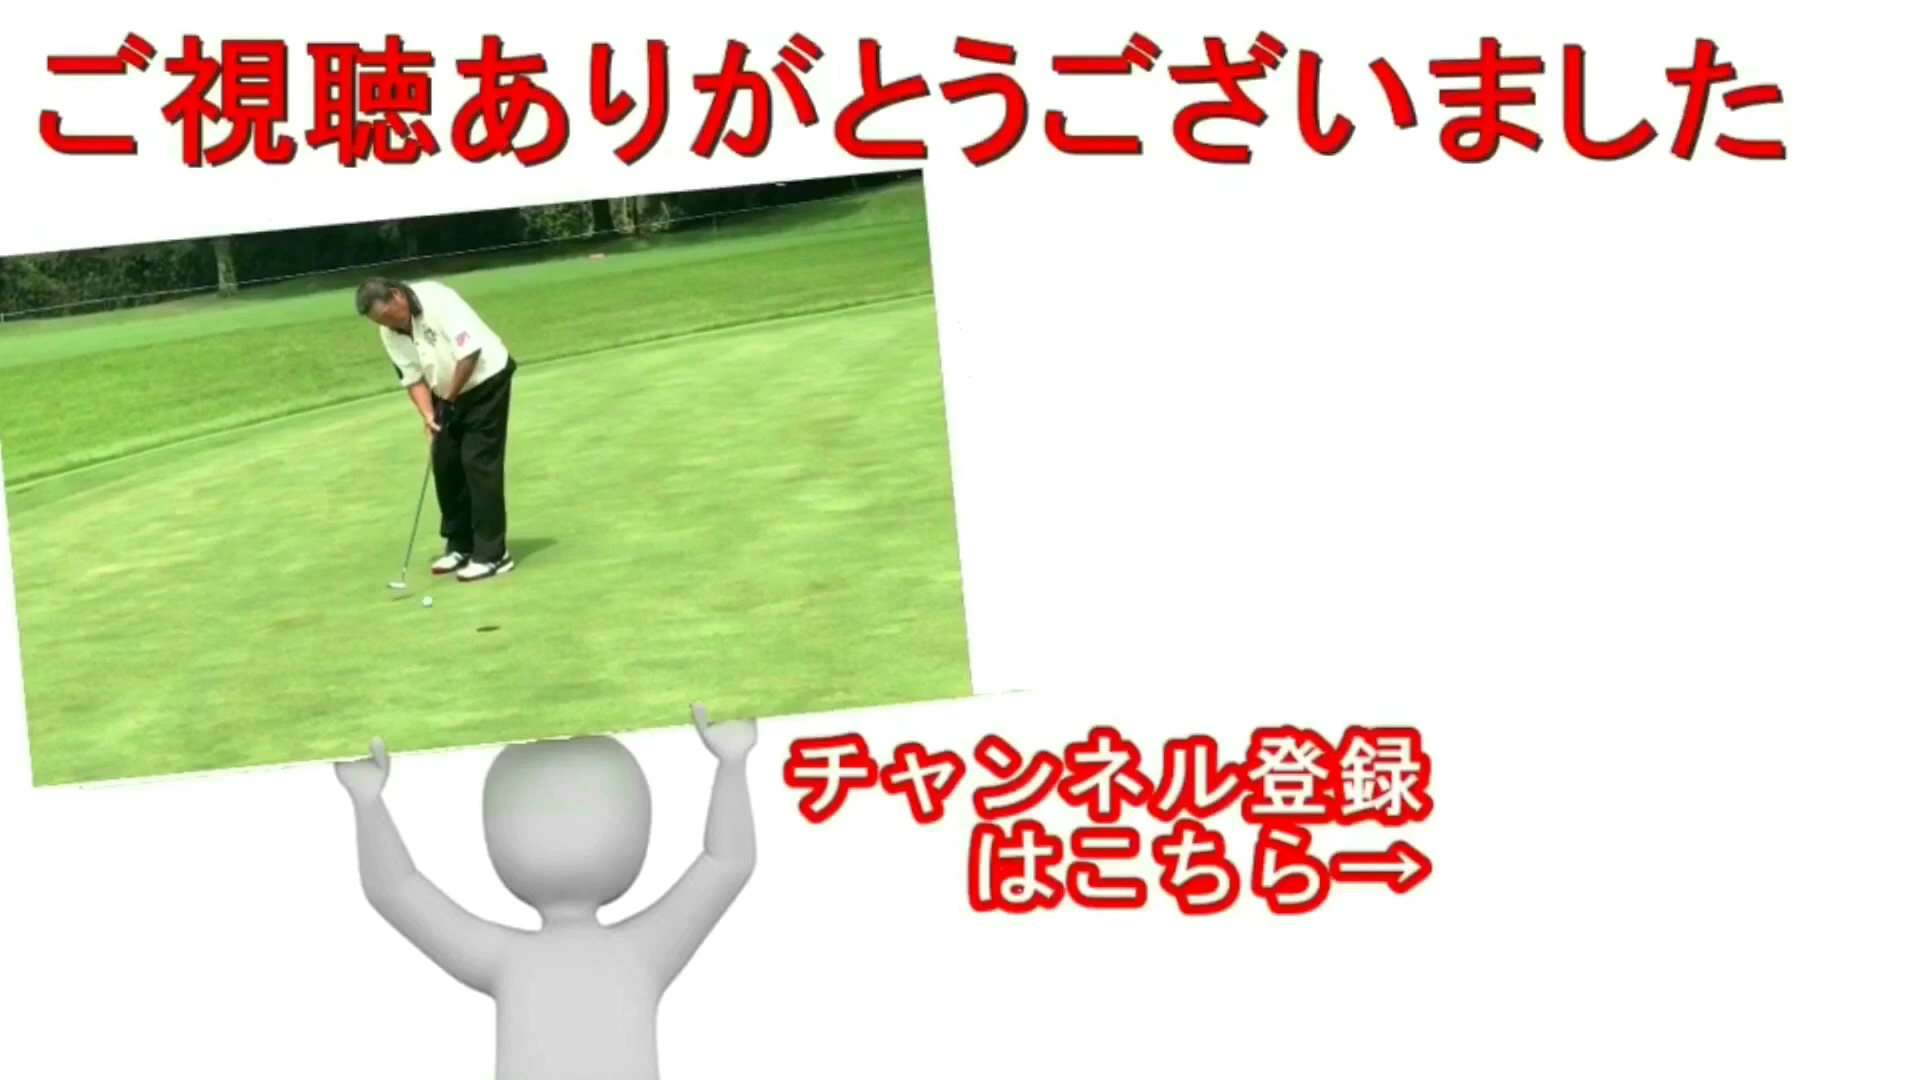 ご視聴ありがとうございました
チャンネル登録
はこちら→